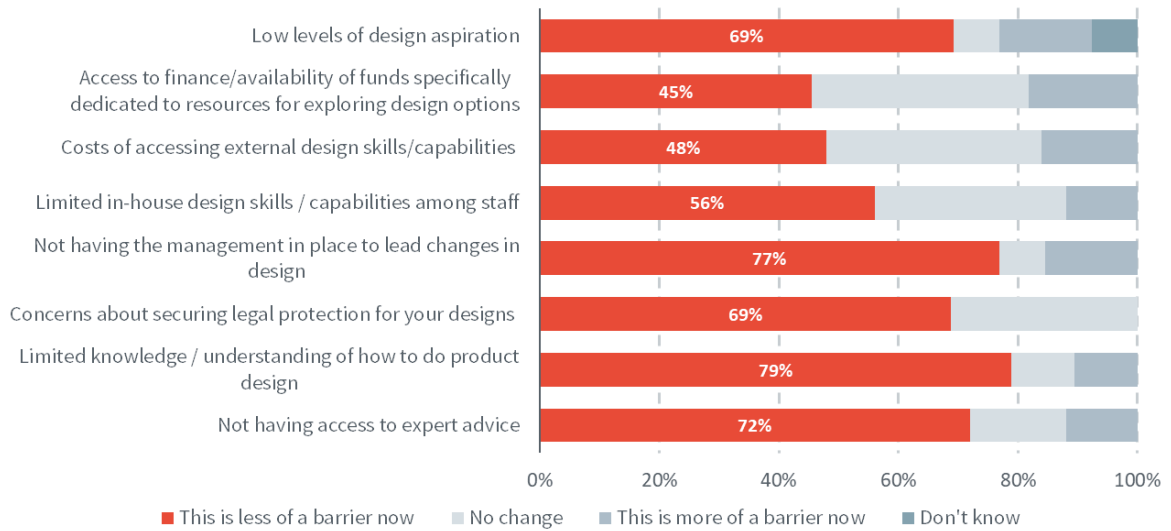 Low levels of design aspiration
69%
Access to finance/availability of funds specifically
dedicated to resources for exploring design options
45%
Costs of accessing external design skills/capabilities
48%
Limited in-house design skills / capabilities among staff
56%
Not having the management in place to lead changes in
design
77%
Concerns about securing legal protection for your designs
69%
Limited knowledge / understanding of how to do product
design
79%
Not having access to expert advice
72%
0% 20% 40% 60% 80% 100%
This is less of a barrier now No change This is more of a barrier now Don't know